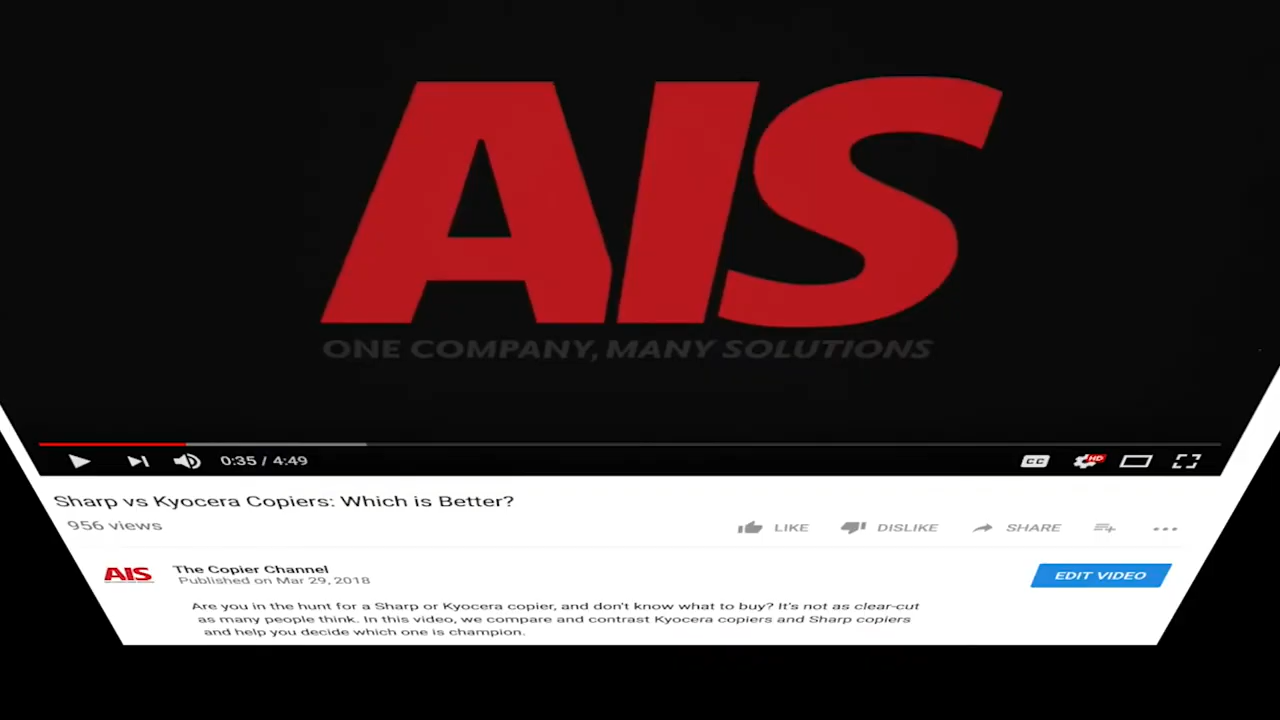 AIS
ONE COMPANY, MANY SOLUTIONS
0:35 / 4:49
CC
HD
Sharp vs Kyocera Copiers: Which is Better?
956 views
LIKE
DISLIKE
SHARE
AIS
The Copier Channel
Published on Mar 29, 2018
EDIT VIDEO
Are you in the hunt for a Sharp or Kyocera copier, and don't know what to buy? It's not as clear-cut
as many people think. In this video, we compare and contrast Kyocera copiers and Sharp copiers
and help you decide which one is champion.